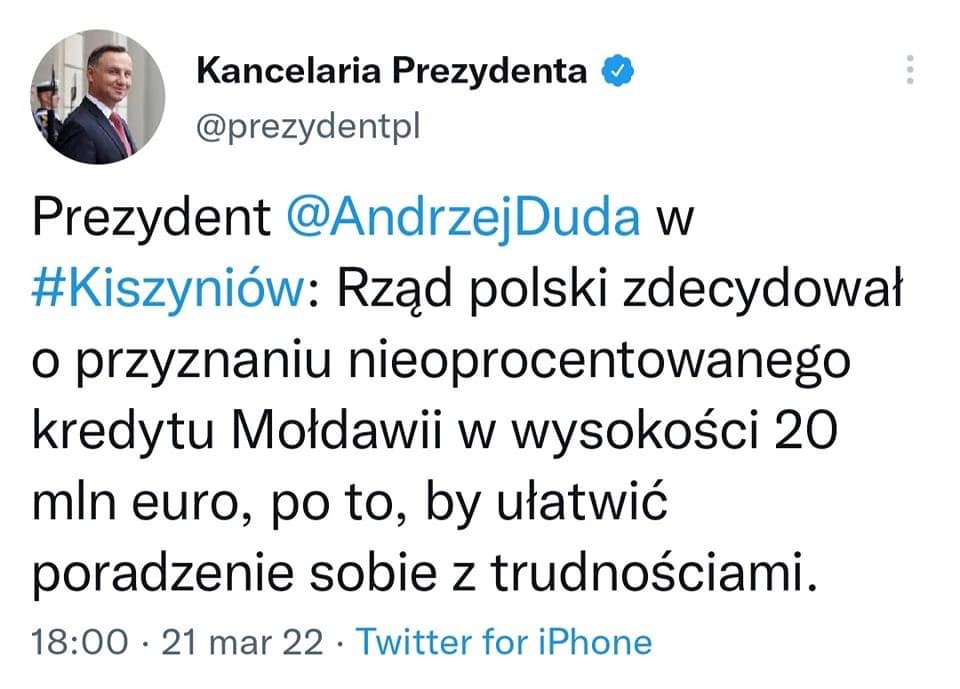 Kancelaria Prezydenta
@prezydentpl
Prezydent @AndrzejDuda w
#Kiszyniów: Rząd polski zdecydował
o przyznaniu nieoprocentowanego
kredytu Mołdawii w wysokości 20
mln euro, po to, by ułatwić
poradzenie sobie z trudnościami.
18:00 · 21 mar 22 · Twitter for iPhone